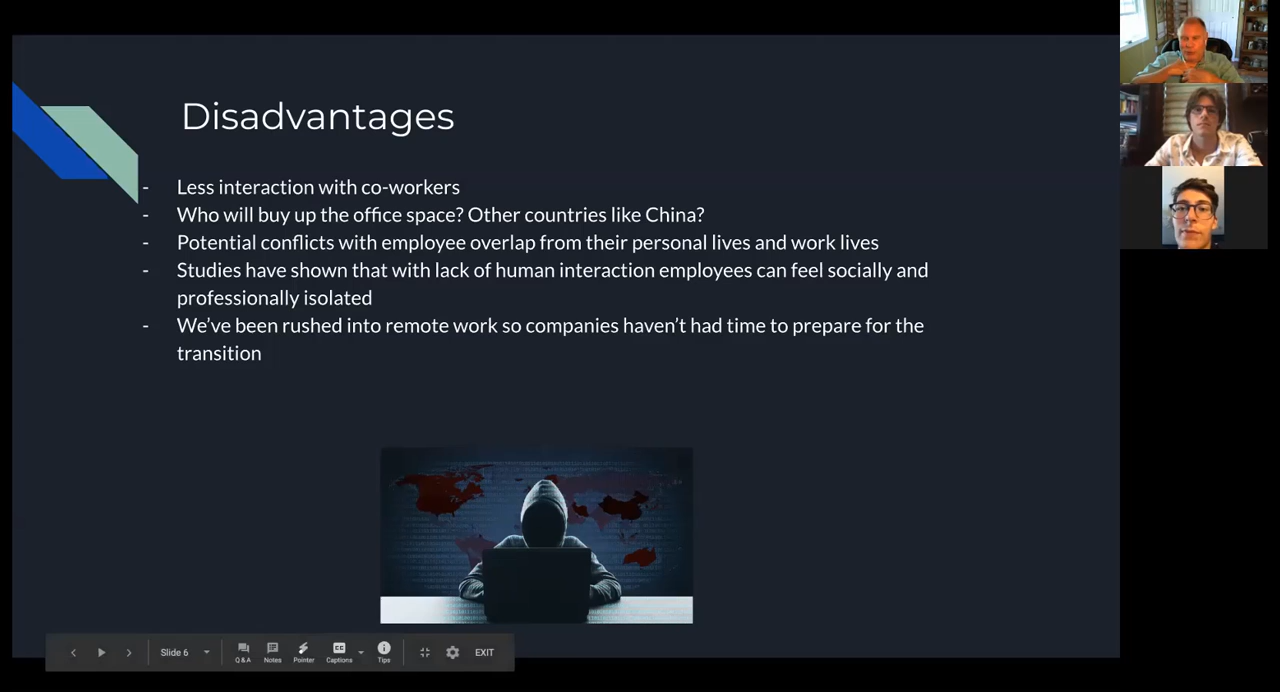 Disadvantages
- Less interaction with co-workers
- Who will buy up the office space? Other countries like China?
- Potential conflicts with employee overlap from their personal lives and work lives
- Studies have shown that with lack of human interaction employees can feel socially and
professionally isolated
- We’ve been rushed into remote work so companies haven’t had time to prepare for the
transition
Slide 6
Q & A
Notes
Pointer
CC
Captions
Tips
EXIT